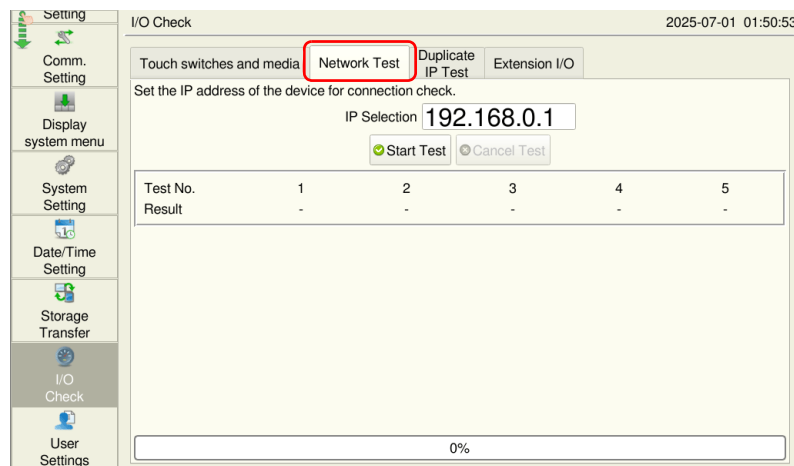 Setting
I/O Check
2025-07-01 01:50:53
Comm.
Setting
Display
system menu
System
Setting
Date/Time
Setting
Storage
Transfer
I/O
Check
User
Settings
Touch switches and media
Network Test
Duplicate
IP Test
Extension I/O
Set the IP address of the device for connection check.
IP Selection 192.168.0.1
Start Test Cancel Test
Test No. 1 2 3 4 5
Result - - - - -
0%